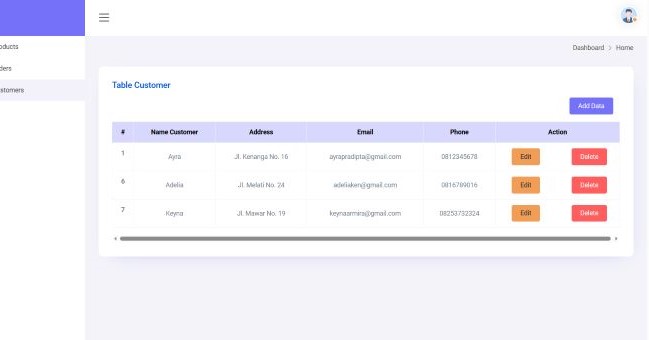 Dashboard > Home
oducts
ders
stomers
Table Customer
Add Data
# Name Customer Address Email Phone Action
1 Ayra Jl. Kenanga No. 16 ayrapradipta@gmail.com 0812345678 Edit Delete
6 Adelia Jl. Melati No. 24 adeliaken@gmail.com 0816789016 Edit Delete
7 Keyna Jl. Mawar No. 19 keynaarmira@gmail.com 08253732324 Edit Delete